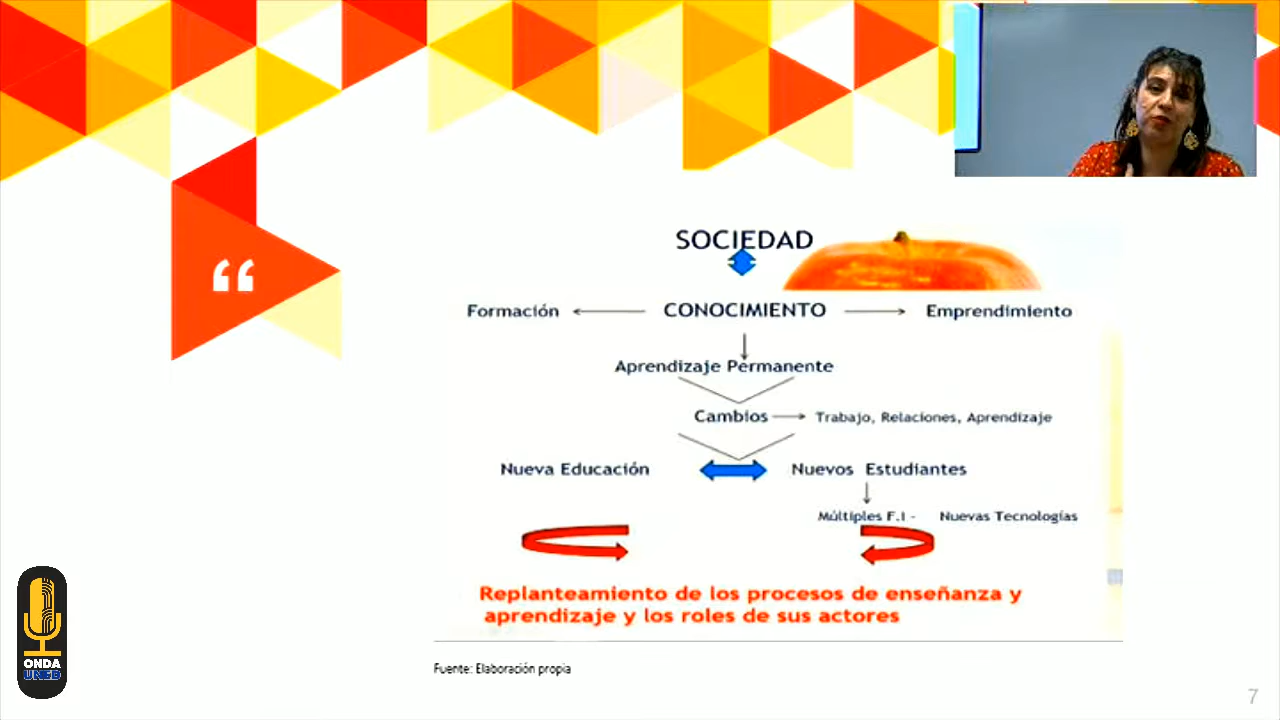 “
SOCIEDAD
Formación CONOCIMIENTO Emprendimiento
Aprendizaje Permanente
Cambios Trabajo, Relaciones, Aprendizaje
Nueva Educación Nuevos Estudiantes
Múltiples F.I - Nuevas Tecnologías
Replanteamiento de los procesos de enseñanza y
aprendizaje y los roles de sus actores
Fuente: Elaboración propia
ONDA
UNED
7